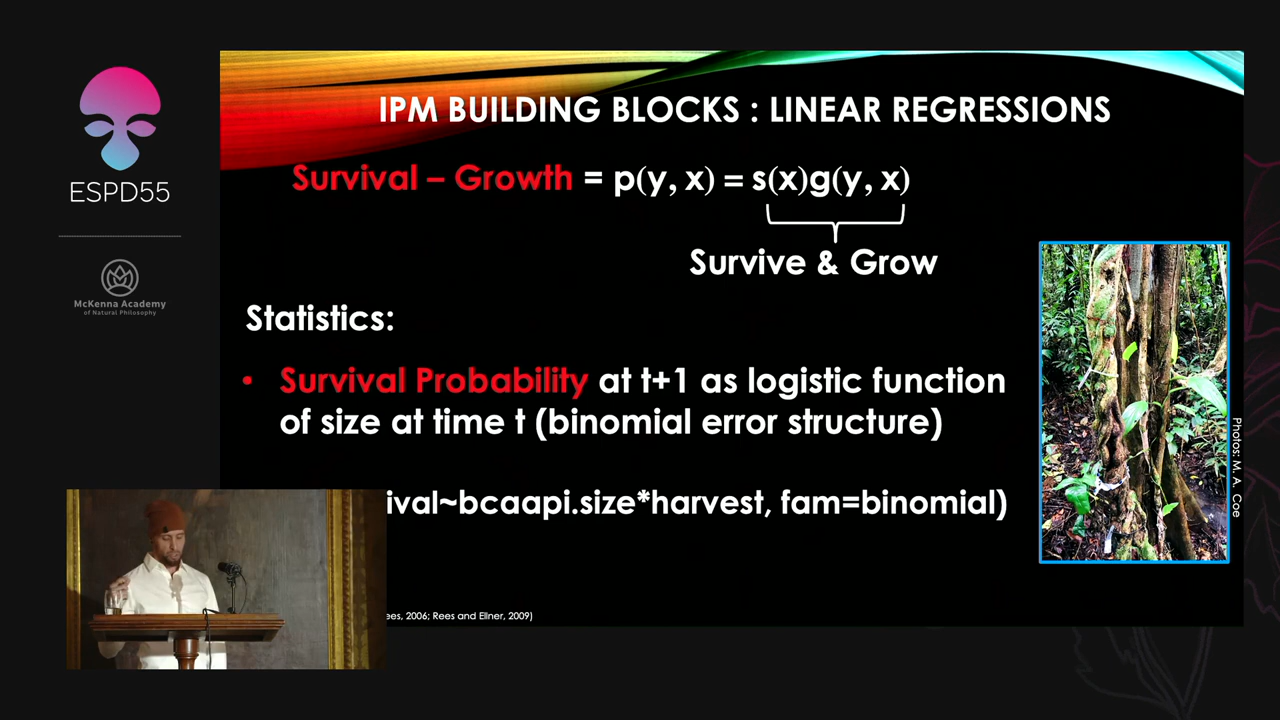 ESPD55
McKenna Academy
of Natural Philosophy
IPM BUILDING BLOCKS : LINEAR REGRESSIONS
Survival – Growth = p(y, x) = s(x)g(y, x)
Survive & Grow
Statistics:
• Survival Probability at t+1 as logistic function
of size at time t (binomial error structure)
ival~bcaapi.size*harvest, fam=binomial)
ees, 2006; Rees and Ellner, 2009)
Photos: M. A. Coe